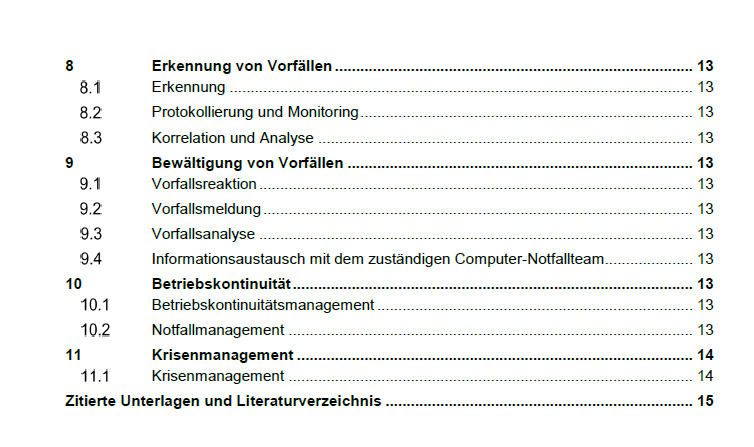 8 Erkennung von Vorfällen ........ 13
8.1 Erkennung ........ 13
8.2 Protokollierung und Monitoring ........ 13
8.3 Korrelation und Analyse ........ 13
9 Bewältigung von Vorfällen ........ 13
9.1 Vorfallsreaktion ........ 13
9.2 Vorfallsmeldung ........ 13
9.3 Vorfallsanalyse ........ 13
9.4 Informationsaustausch mit dem zuständigen Computer-Notfallteam ........ 13
10 Betriebskontinuität ........ 13
10.1 Betriebskontinuitätsmanagement ........ 13
10.2 Notfallmanagement ........ 13
11 Krisenmanagement ........ 14
11.1 Krisenmanagement ........ 14
Zitierte Unterlagen und Literaturverzeichnis ........ 15